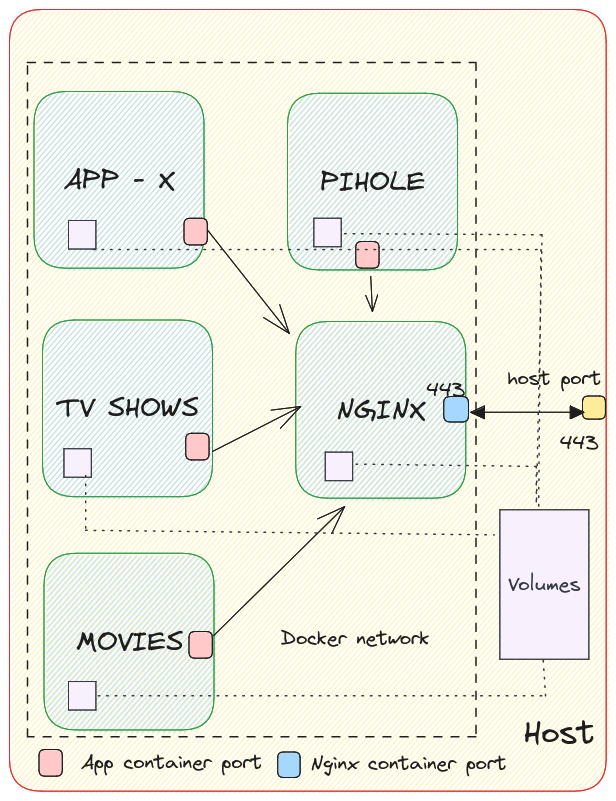 APP - X
PIHOLE
TV SHOWS
NGINX
443
host port
443
Volumes
MOVIES
Docker network
Host
App container port
Nginx container port